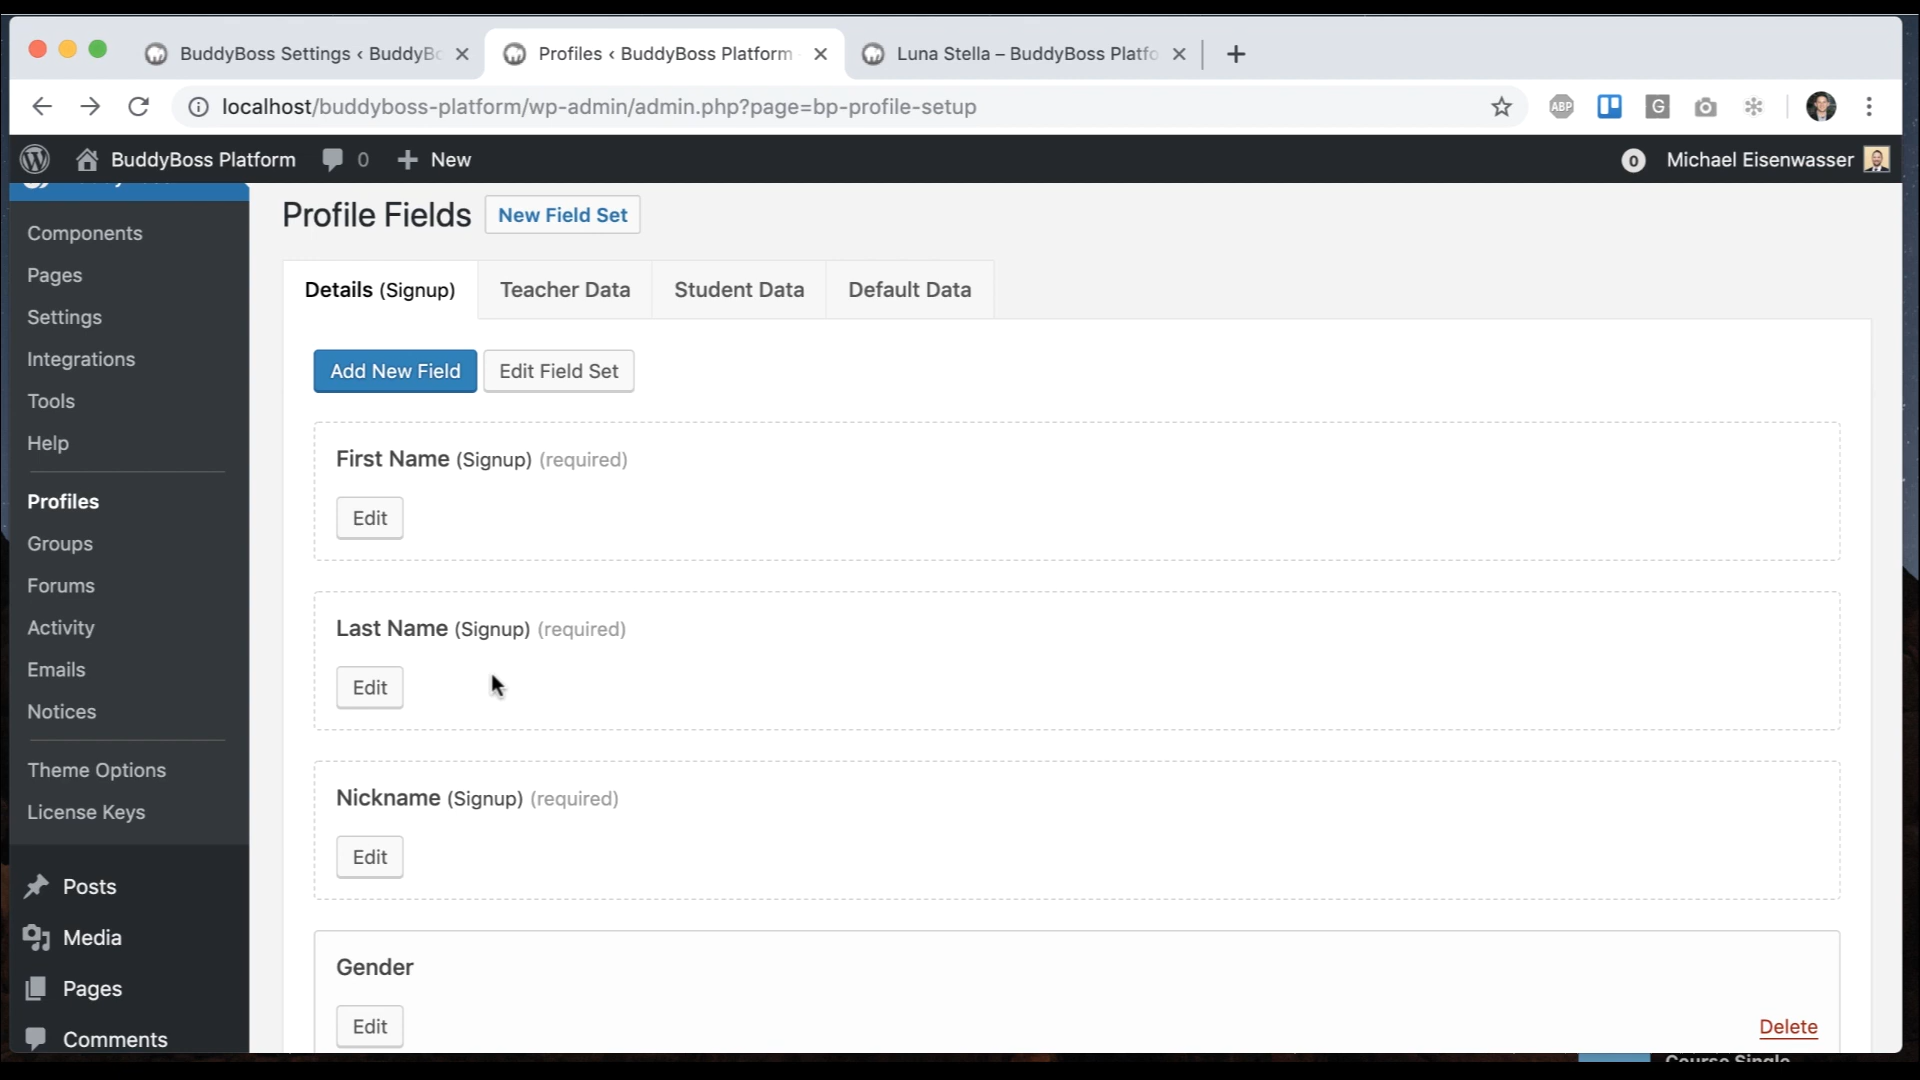 BuddyBoss Settings ‹ BuddyBo
Profiles ‹ BuddyBoss Platform
Luna Stella – BuddyBoss Platfo
localhost/buddyboss-platform/wp-admin/admin.php?page=bp-profile-setup
ABP
G
BuddyBoss Platform
0
New
0
Michael Eisenwasser
Components
Pages
Settings
Integrations
Tools
Help
Profiles
Groups
Forums
Activity
Emails
Notices
Theme Options
License Keys
Posts
Media
Pages
Comments
Profile Fields
New Field Set
Details (Signup)
Teacher Data
Student Data
Default Data
Add New Field
Edit Field Set
First Name (Signup) (required)
Edit
Last Name (Signup) (required)
Edit
Nickname (Signup) (required)
Edit
Gender
Edit
Delete
Course Single